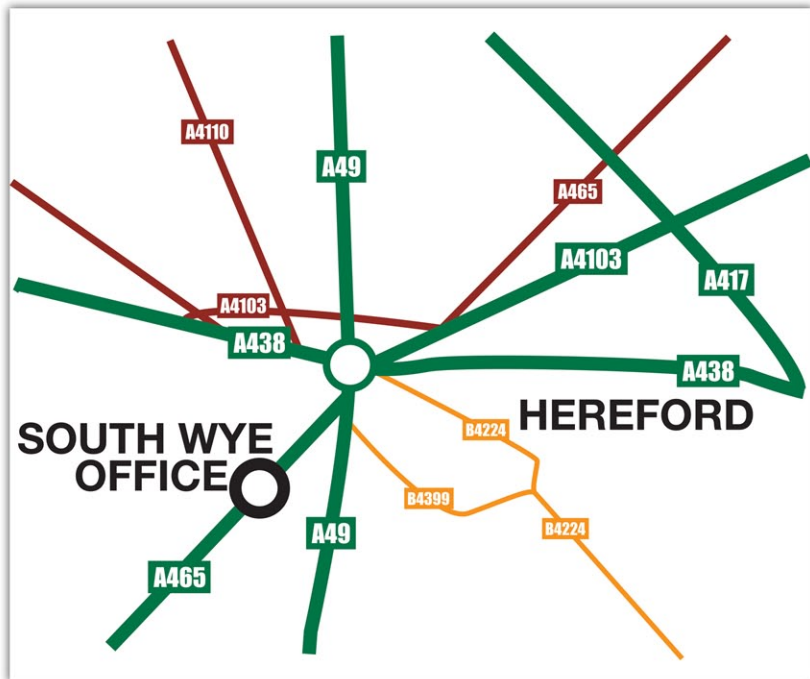 A4110
A49
A465
A4103
A417
A4103
A438
A438
HEREFORD
B4224
SOUTH WYE
OFFICE
B4399
B4224
A49
A465